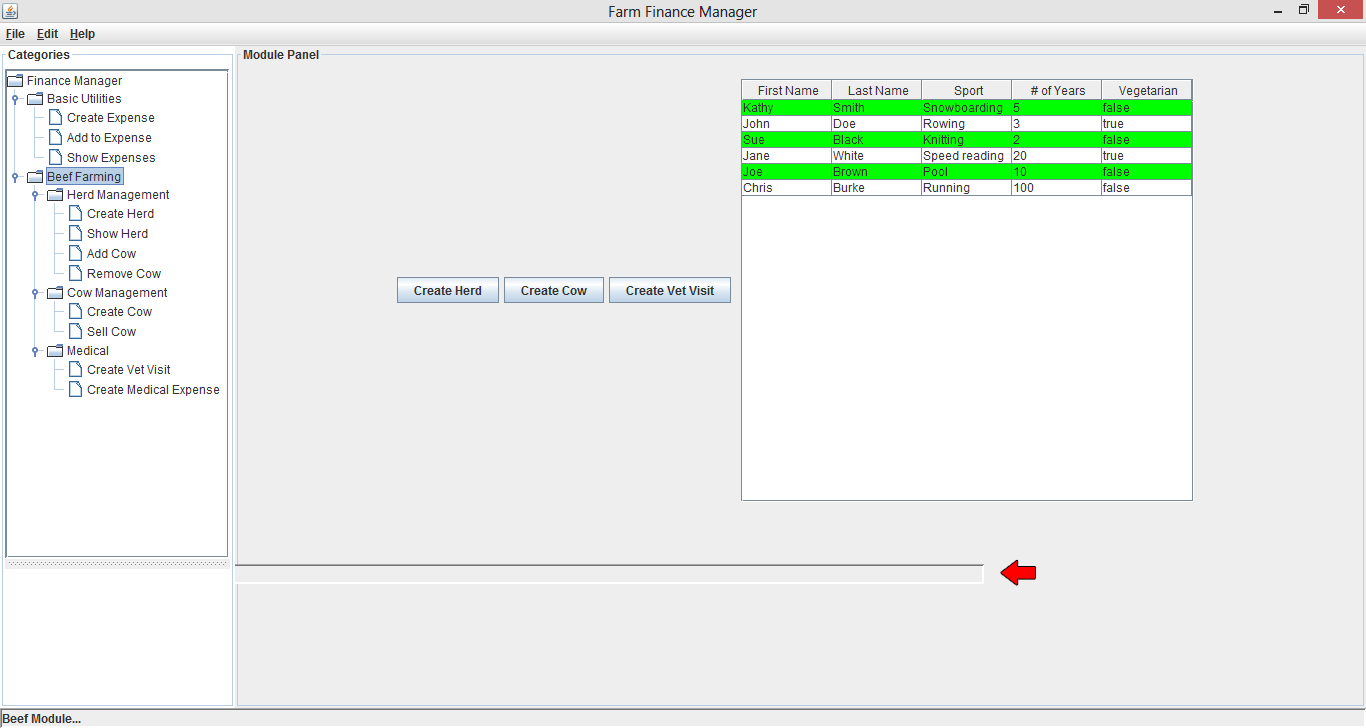 Farm Finance Manager
File Edit Help
Categories
Finance Manager
Basic Utilities
Create Expense
Add to Expense
Show Expenses
Beef Farming
Herd Management
Create Herd
Show Herd
Add Cow
Remove Cow
Cow Management
Create Cow
Sell Cow
Medical
Create Vet Visit
Create Medical Expense
Module Panel
Create Herd Create Cow Create Vet Visit
First Name Last Name Sport # of Years Vegetarian
Kathy Smith Snowboarding 5 false
John Doe Rowing 3 true
Sue Black Knitting 2 false
Jane White Speed reading 20 true
Joe Brown Pool 10 false
Chris Burke Running 100 false
Beef Module...